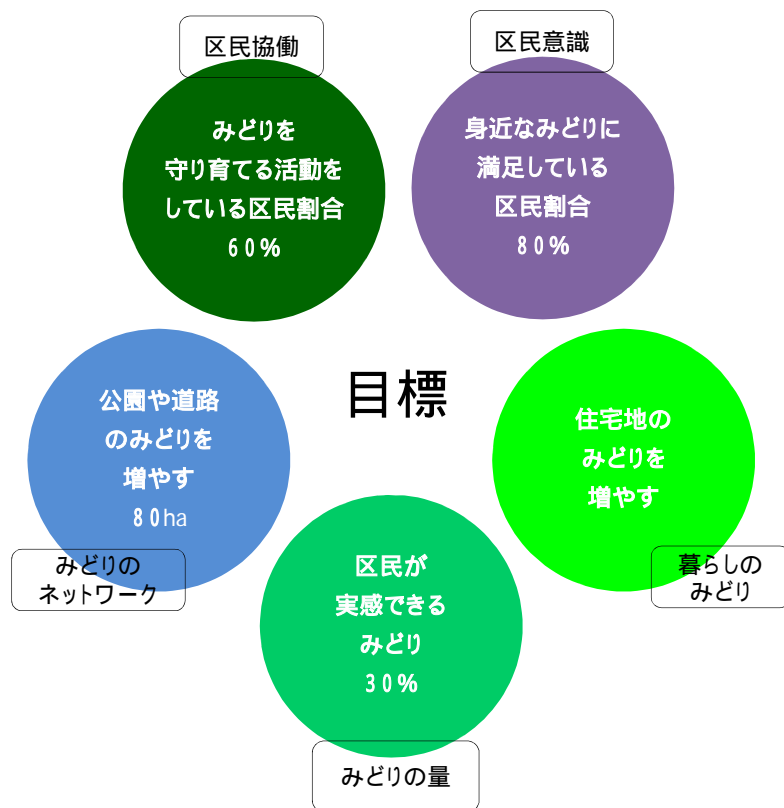 区民協働
みどりを
守り育てる活動を
している区民割合
60%
区民意識
身近なみどりに
満足している
区民割合
80%
目標
公園や道路
のみどりを
増やす
80ha
みどりの
ネットワーク
住宅地の
みどりを
増やす
暮らしの
みどり
区民が
実感できる
みどり
30%
みどりの量